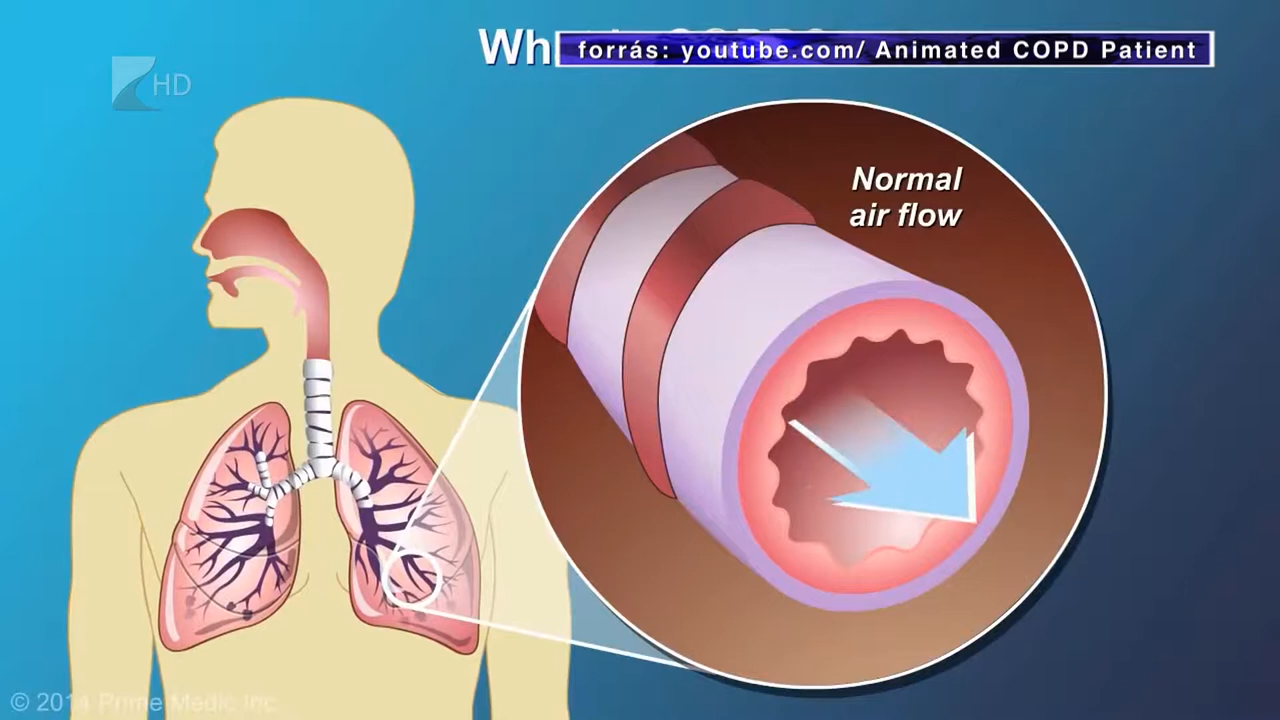 Wh
forrás: youtube.com/ Animated COPD Patient
HD
Normal
air flow
© 2014 Prime Medic Inc